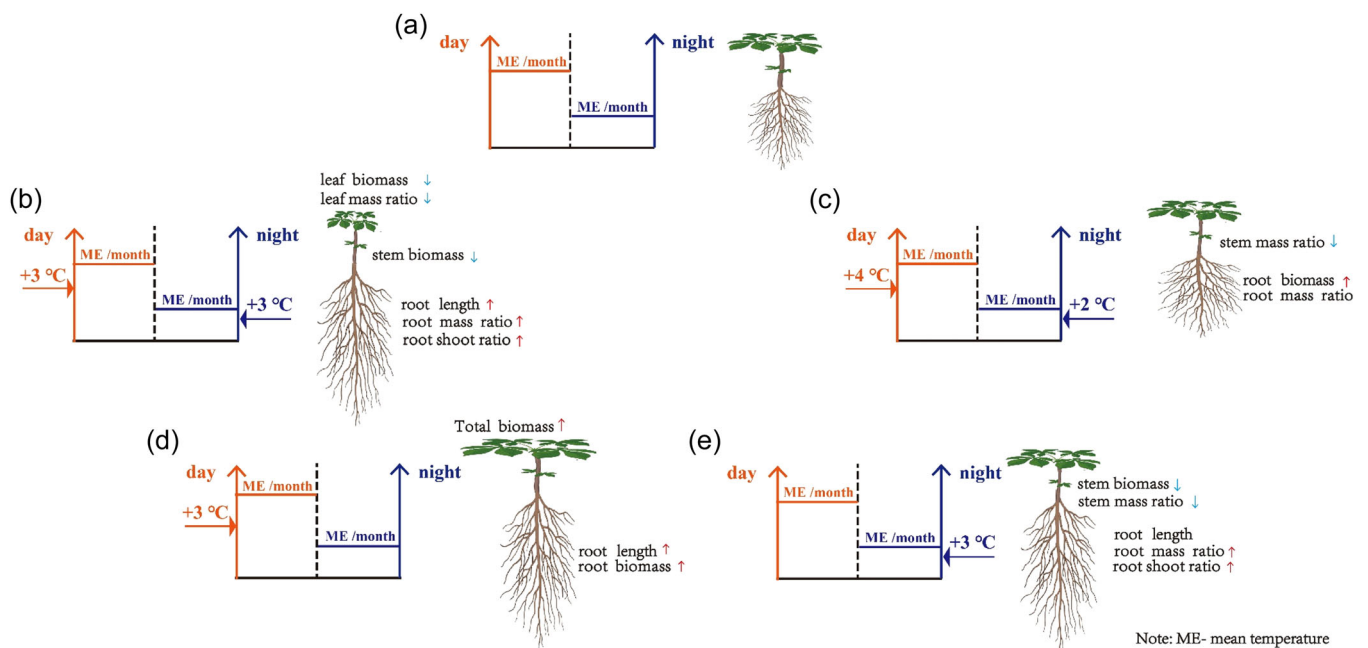 (a)
day
night
ME /month
ME /month
(b)
day
night
+3 °C
ME /month
ME /month
+3 °C
leaf biomass ↓
leaf mass ratio ↓
stem biomass ↓
root length ↑
root mass ratio ↑
root shoot ratio ↑
(c)
day
night
+4 °C
ME /month
ME /month
+2 °C
stem mass ratio ↓
root biomass ↑
root mass ratio
(d)
day
night
+3 °C
ME /month
ME /month
Total biomass ↑
root length ↑
root biomass ↑
(e)
day
night
ME /month
ME /month
+3 °C
stem biomass ↓
stem mass ratio ↓
root length
root mass ratio ↑
root shoot ratio ↑
Note: ME- mean temperature